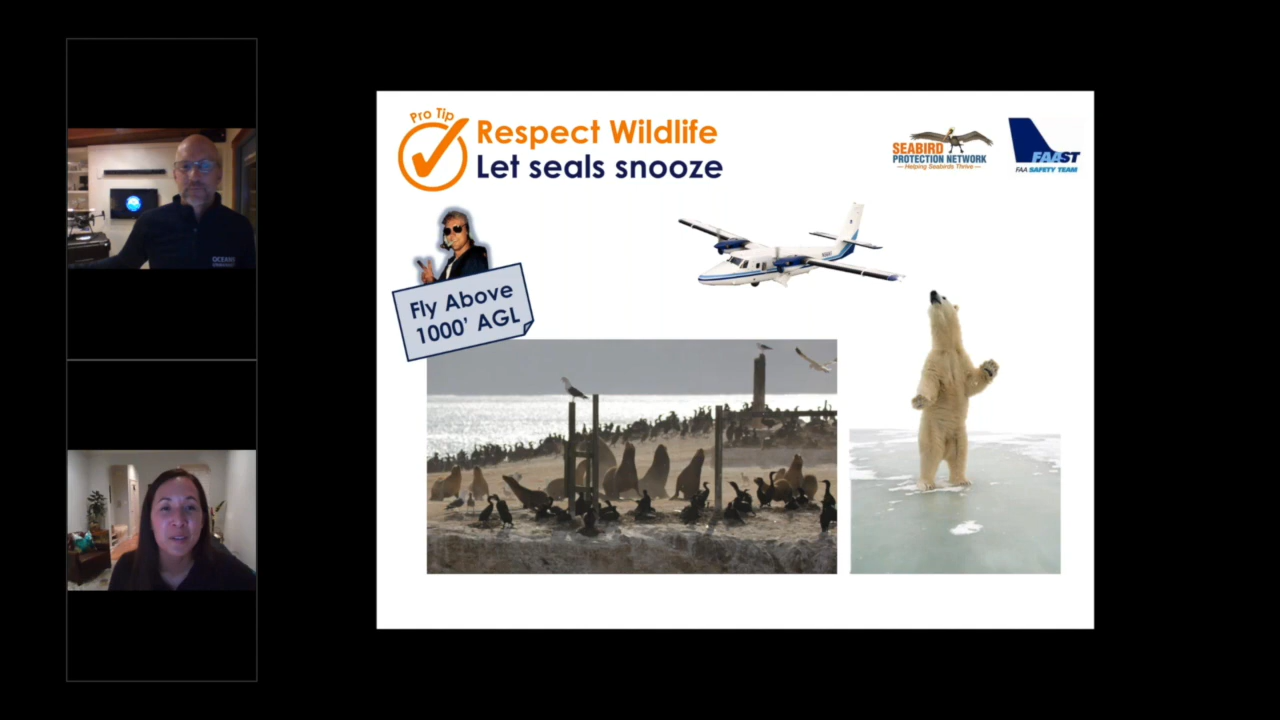 Pro Tip
Respect Wildlife
Let seals snooze
SEABIRD
PROTECTION NETWORK
Helping Seabirds Thrive
FAAST
FAA SAFETY TEAM
Fly Above
1000' AGL